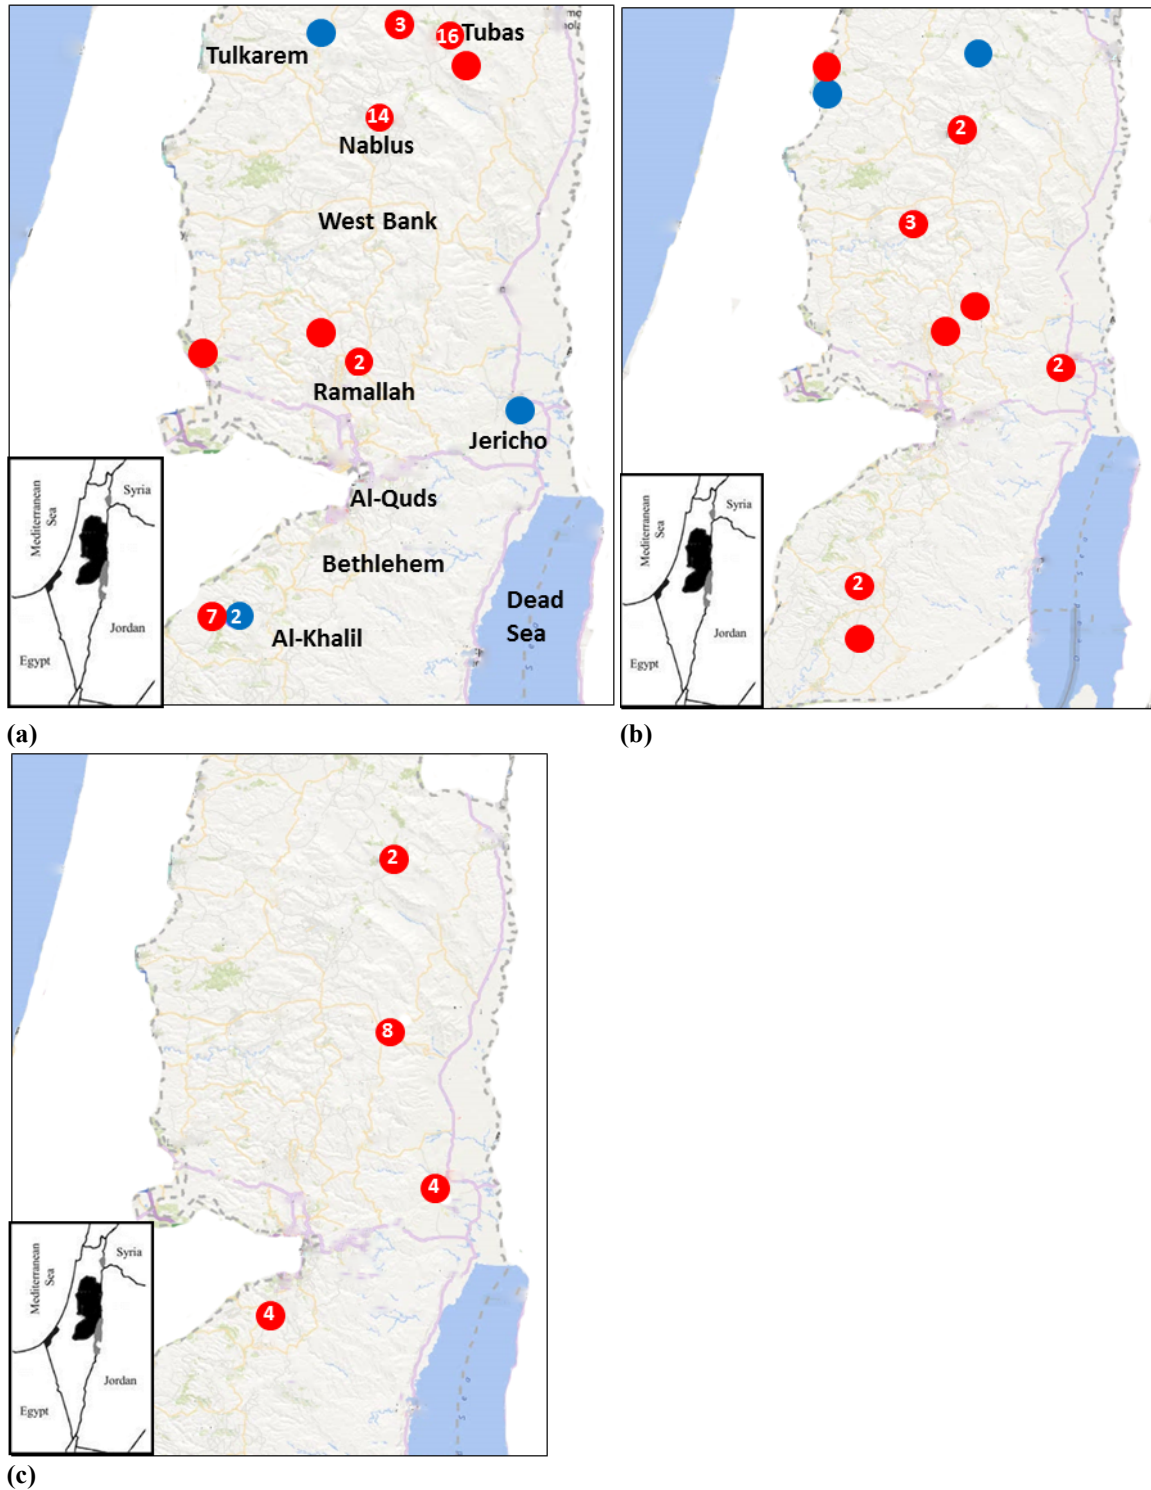 3
16
Tubas
Tulkarem
14
Nablus
West Bank
2
Ramallah
Jericho
Al-Quds
Bethlehem
Dead
Sea
7
2
Al-Khalil
Mediterranean
Sea
Syria
Jordan
Egypt
(a)
2
3
2
2
Mediterranean
Sea
Syria
Jordan
Egypt
(b)
2
8
4
4
Mediterranean
Sea
Syria
Jordan
Egypt
(c)